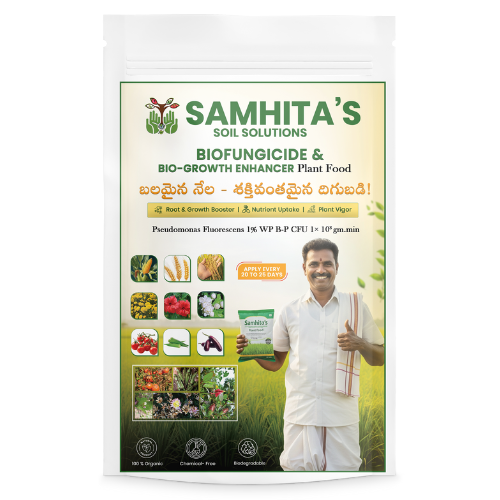 SAMHITA'S
SOIL SOLUTIONS
BIOFUNGICIDE &
BIO-GROWTH ENHANCER Plant Food
బలమైన నేల - శక్తివంతమైన దిగుబడి!
Root & Growth Booster | Nutrient Uptake | Plant Vigor
Pseudomonas Fluorescens 1% WP B-P CFU 1× 10⁸ gm.min
APPLY EVERY
20 TO 25 DAYS
Samhita's
100 % Organic
Chemical- Free
Biodegradable